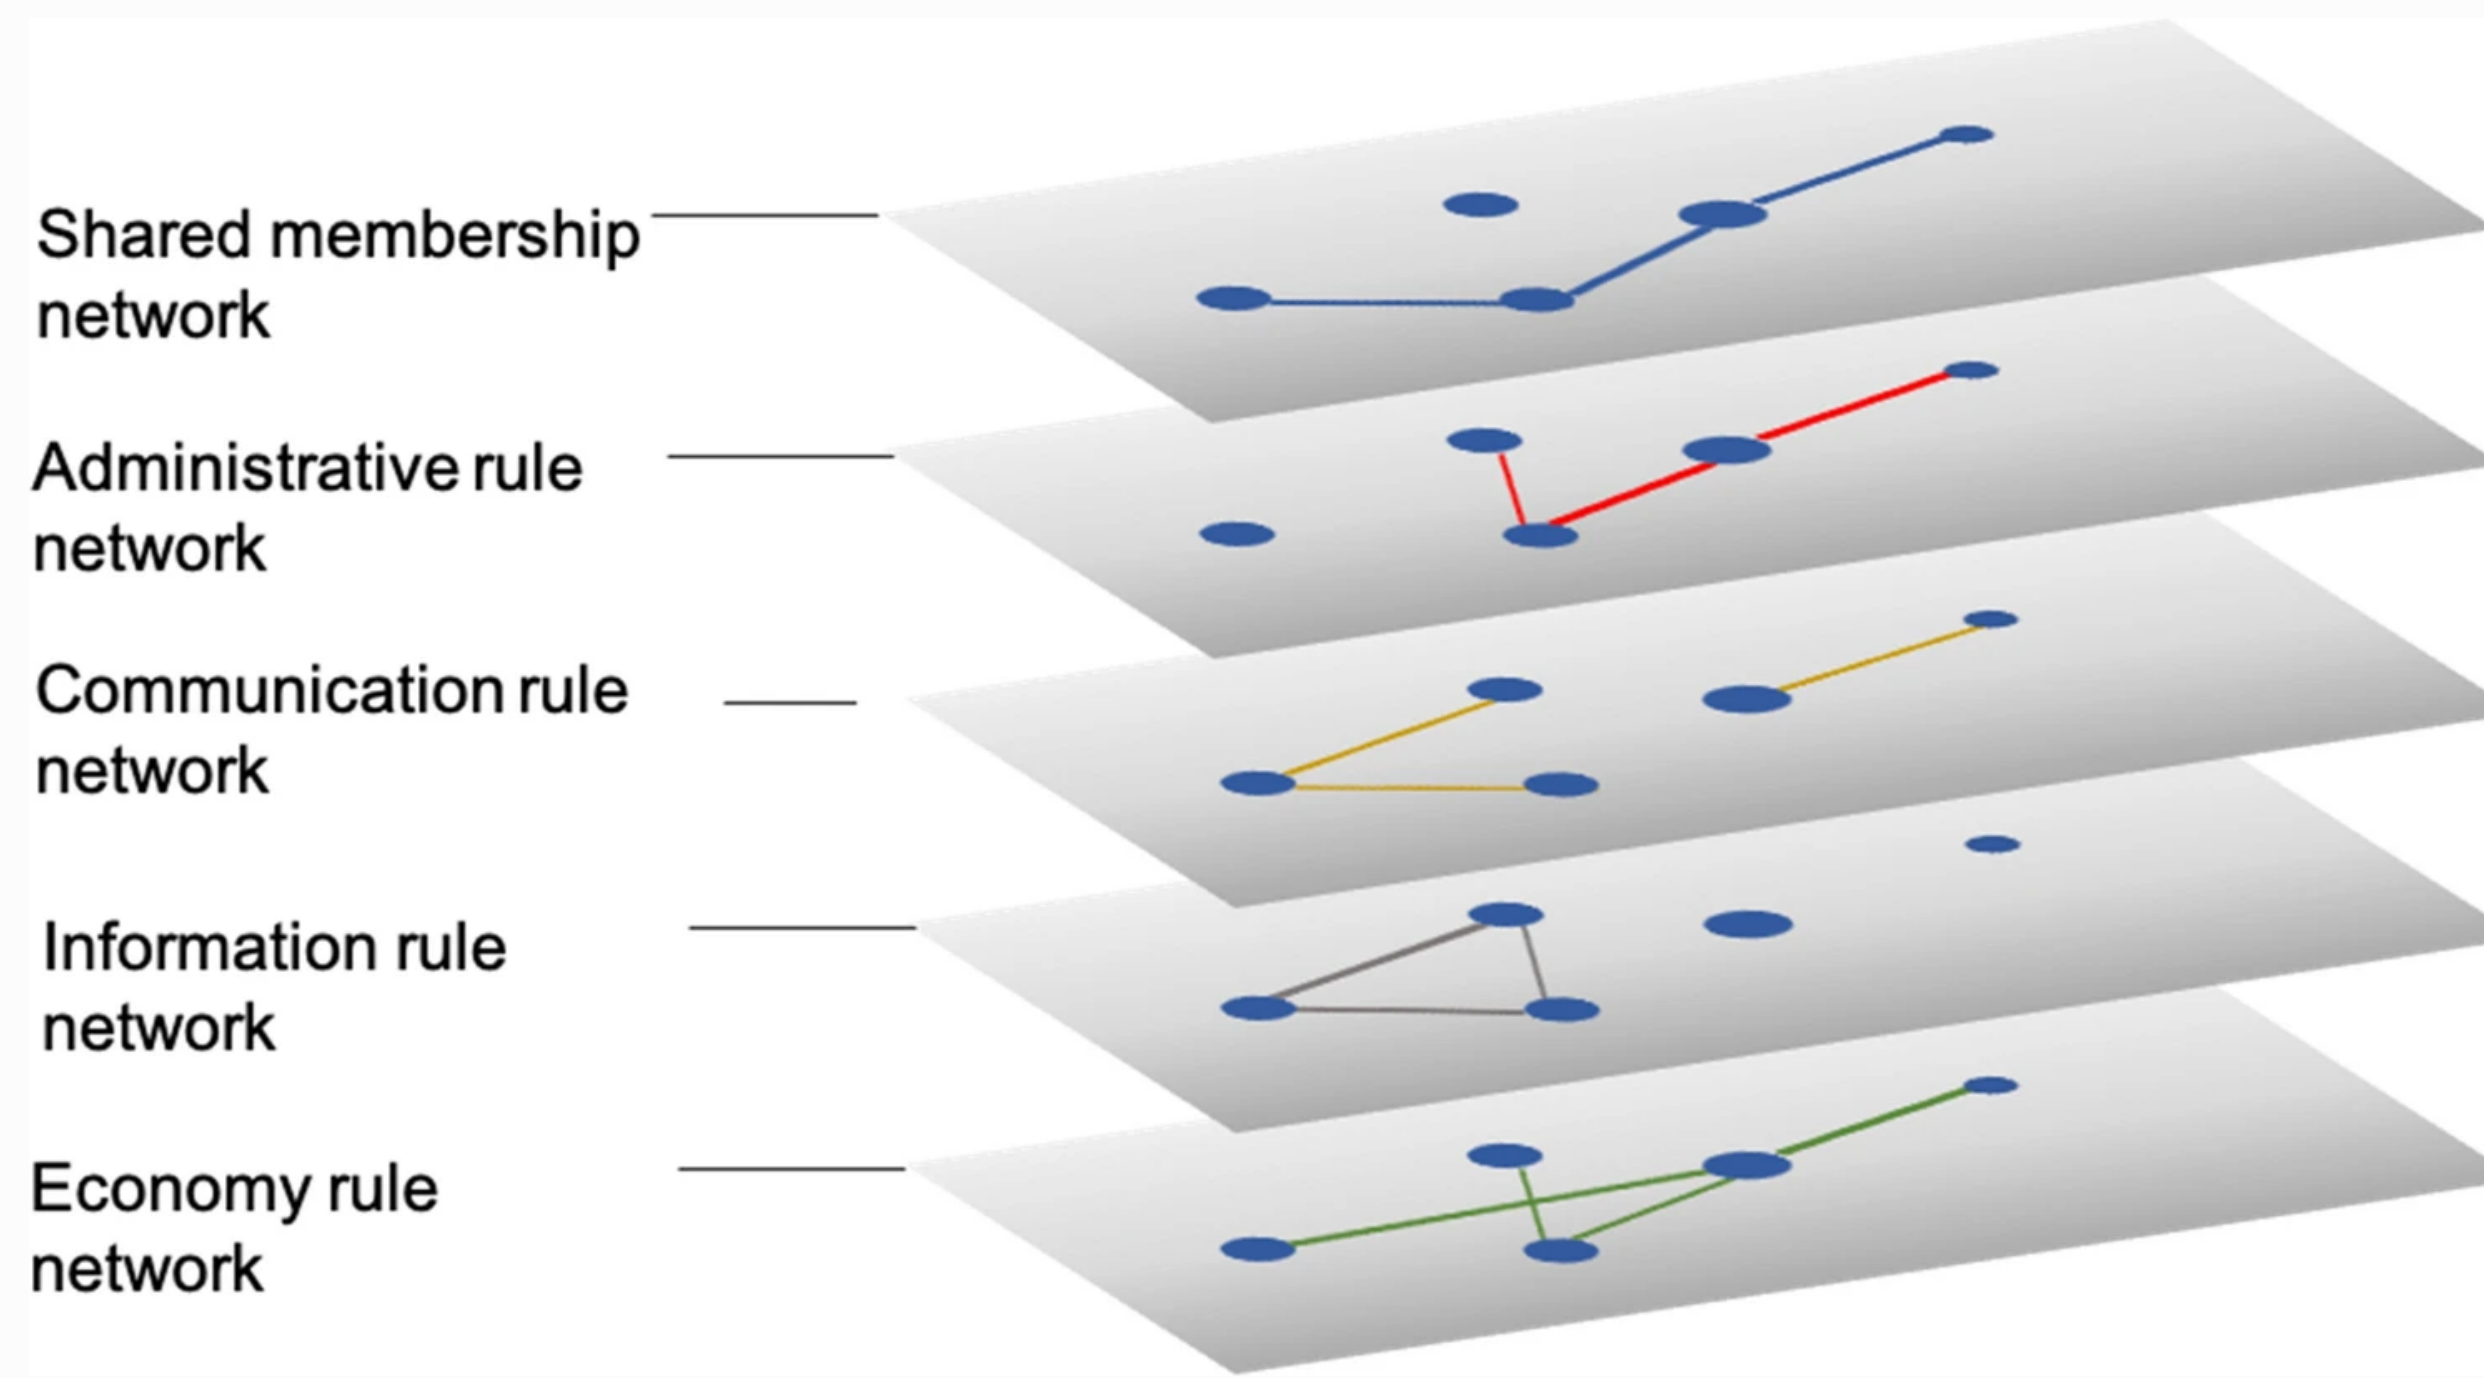 Shared membership
network
Administrative rule
network
Communication rule
network
Information rule
network
Economy rule
network